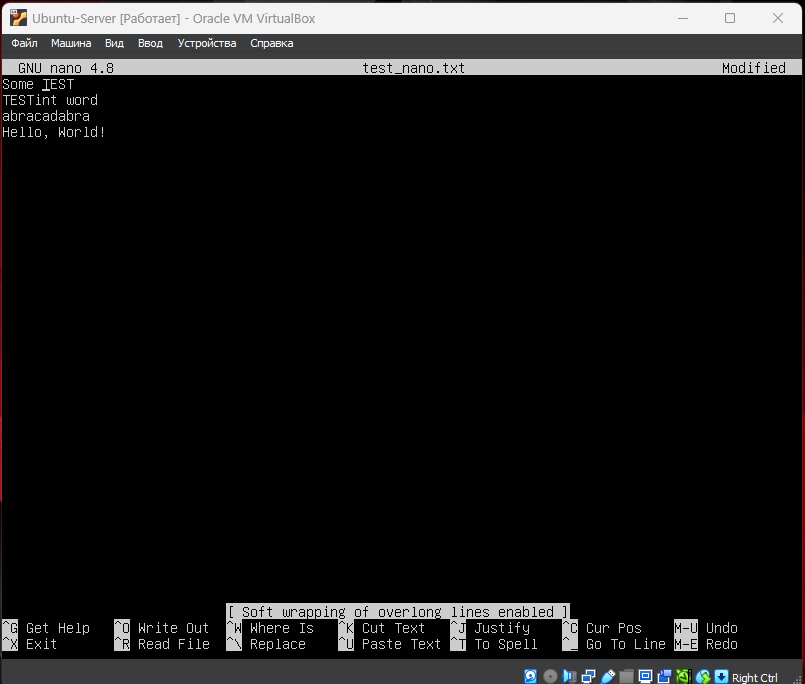 Ubuntu-Server [Работает] - Oracle VM VirtualBox
Файл Машина Вид Ввод Устройства Справка
GNU nano 4.8 test_nano.txt Modified
Some TEST
TESTint word
abracadabra
Hello, World!
[ Soft wrapping of overlong lines enabled ]
^G Get Help ^O Write Out ^W Where Is ^K Cut Text ^J Justify ^C Cur Pos M-U Undo
^X Exit ^R Read File ^\ Replace ^U Paste Text ^T To Spell ^_ Go To Line M-E Redo
Right Ctrl